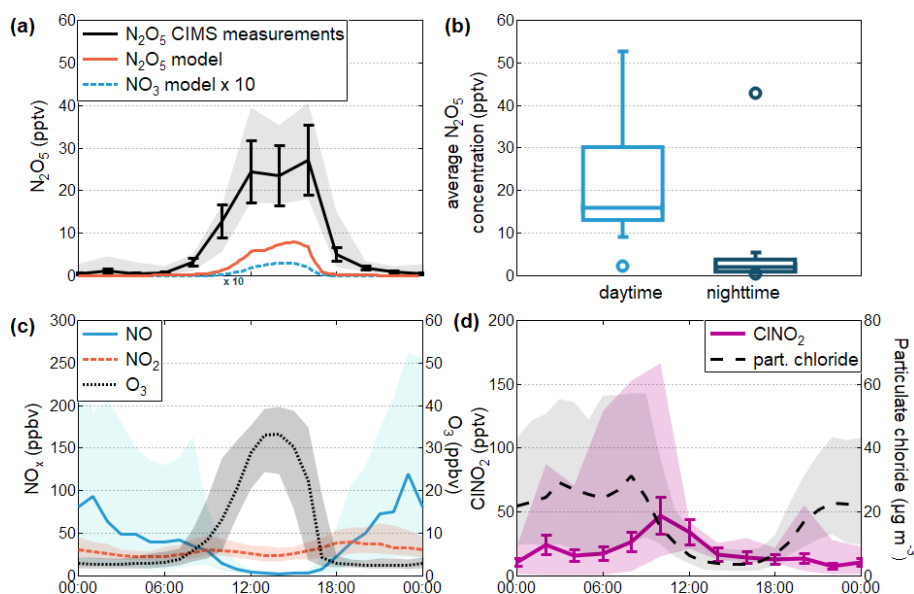 (a)
60
50
40
30
20
10
0
N₂O₅ (pptv)
N₂O₅ CIMS measurements
N₂O₅ model
NO₃ model x 10
x 10
(b)
60
50
40
30
20
10
0
average N₂O₅
concentration (pptv)
daytime
nighttime
(c)
300
250
200
150
100
50
0
NOₓ (ppbv)
NO
NO₂
O₃
60
50
40
30
20
10
0
O₃ (ppbv)
00:00
06:00
12:00
18:00
00:00
(d)
200
150
100
50
0
ClNO₂ (pptv)
ClNO₂
part. chloride
80
60
40
20
0
Particulate chloride (µg m⁻³)
00:00
06:00
12:00
18:00
00:00